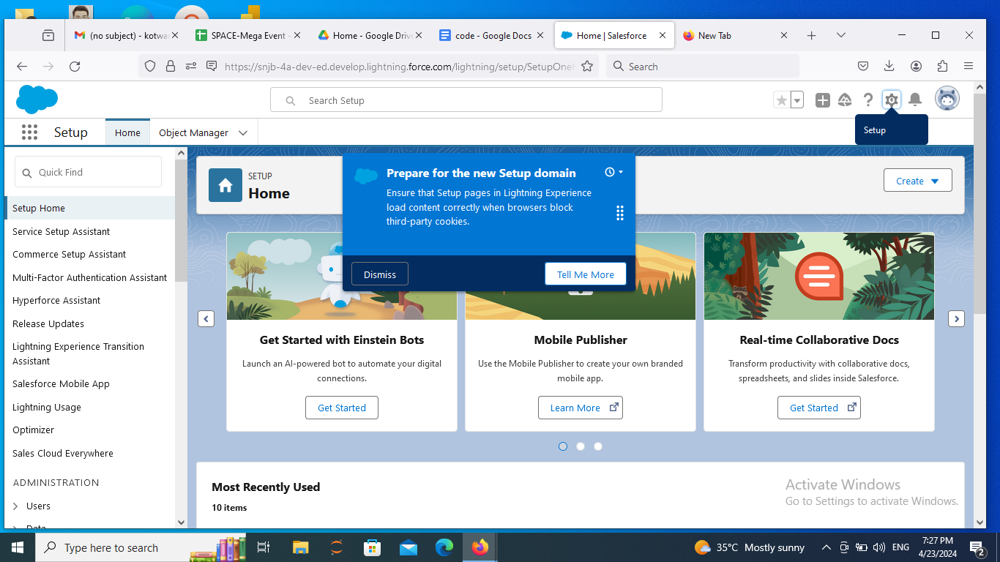 (no subject) - kotwa
SPACE-Mega Event -
Home - Google Drive
code - Google Docs
Home | Salesforce
New Tab
https://snjb-4a-dev-ed.develop.lightning.force.com/lightning/setup/SetupOneH
Search
Search Setup
Setup
Home
Object Manager
Setup
Quick Find
Setup Home
Service Setup Assistant
Commerce Setup Assistant
Multi-Factor Authentication Assistant
Hyperforce Assistant
Release Updates
Lightning Experience Transition
Assistant
Salesforce Mobile App
Lightning Usage
Optimizer
Sales Cloud Everywhere
ADMINISTRATION
Users
Data
SETUP
Home
Create
Prepare for the new Setup domain
Ensure that Setup pages in Lightning Experience
load content correctly when browsers block
third-party cookies.
Dismiss
Tell Me More
Get Started with Einstein Bots
Launch an AI-powered bot to automate your digital
connections.
Get Started
Mobile Publisher
Use the Mobile Publisher to create your own branded
mobile app.
Learn More
Real-time Collaborative Docs
Transform productivity with collaborative docs,
spreadsheets, and slides inside Salesforce.
Get Started
Most Recently Used
10 items
Activate Windows
Go to Settings to activate Windows.
Type here to search
35°C Mostly sunny
ENG
7:27 PM
4/23/2024
2